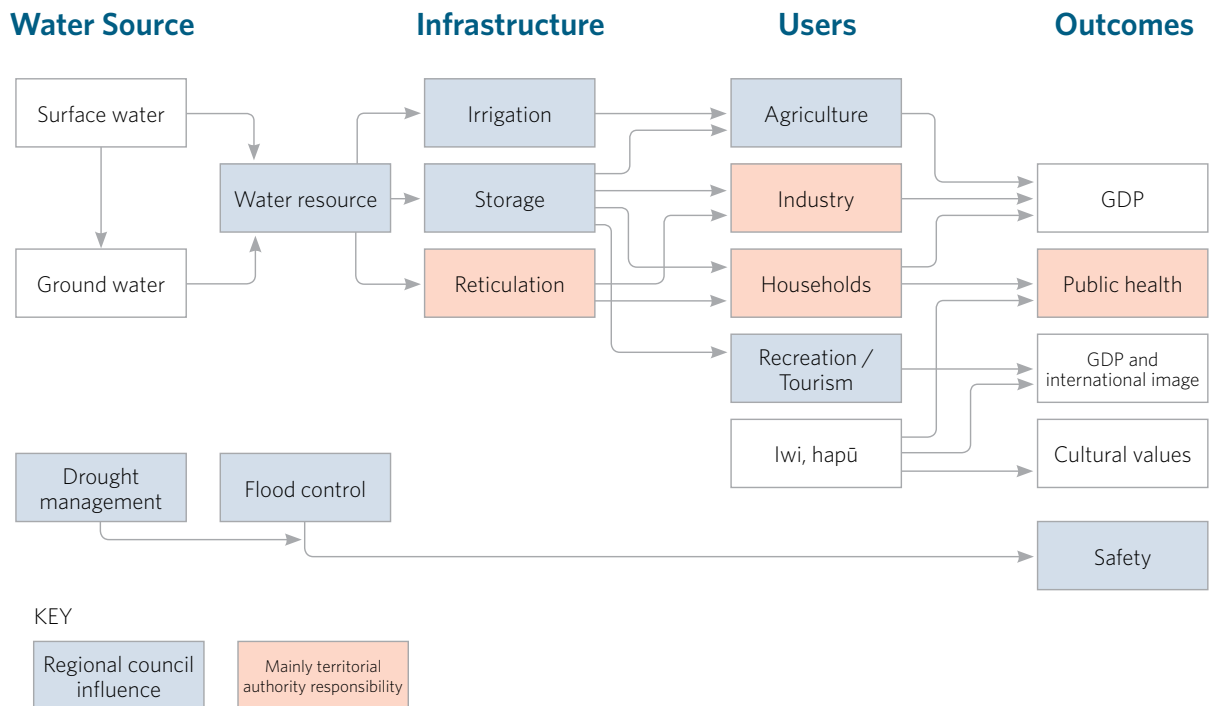 Water Source
Infrastructure
Users
Outcomes
Surface water
Irrigation
Agriculture
Water resource
Storage
Industry
GDP
Ground water
Reticulation
Households
Public health
Recreation /
Tourism
GDP and
international image
Iwi, hapū
Cultural values
Drought
management
Flood control
Safety
KEY
Regional council
influence
Mainly territorial
authority responsibility